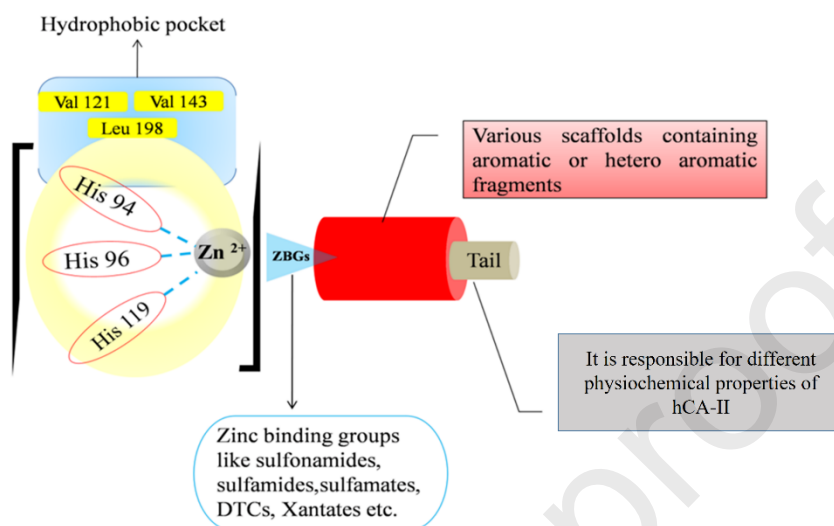 Hydrophobic pocket
Val 121
Val 143
Leu 198
His 94
His 96
His 119
Zn 2+
ZBGs
Tail
Various scaffolds containing
aromatic or hetero aromatic
fragments
It is responsible for different
physiochemical properties of
hCA-II
Zinc binding groups
like sulfonamides,
sulfamides,sulfamates,
DTCs, Xantates etc.
proof